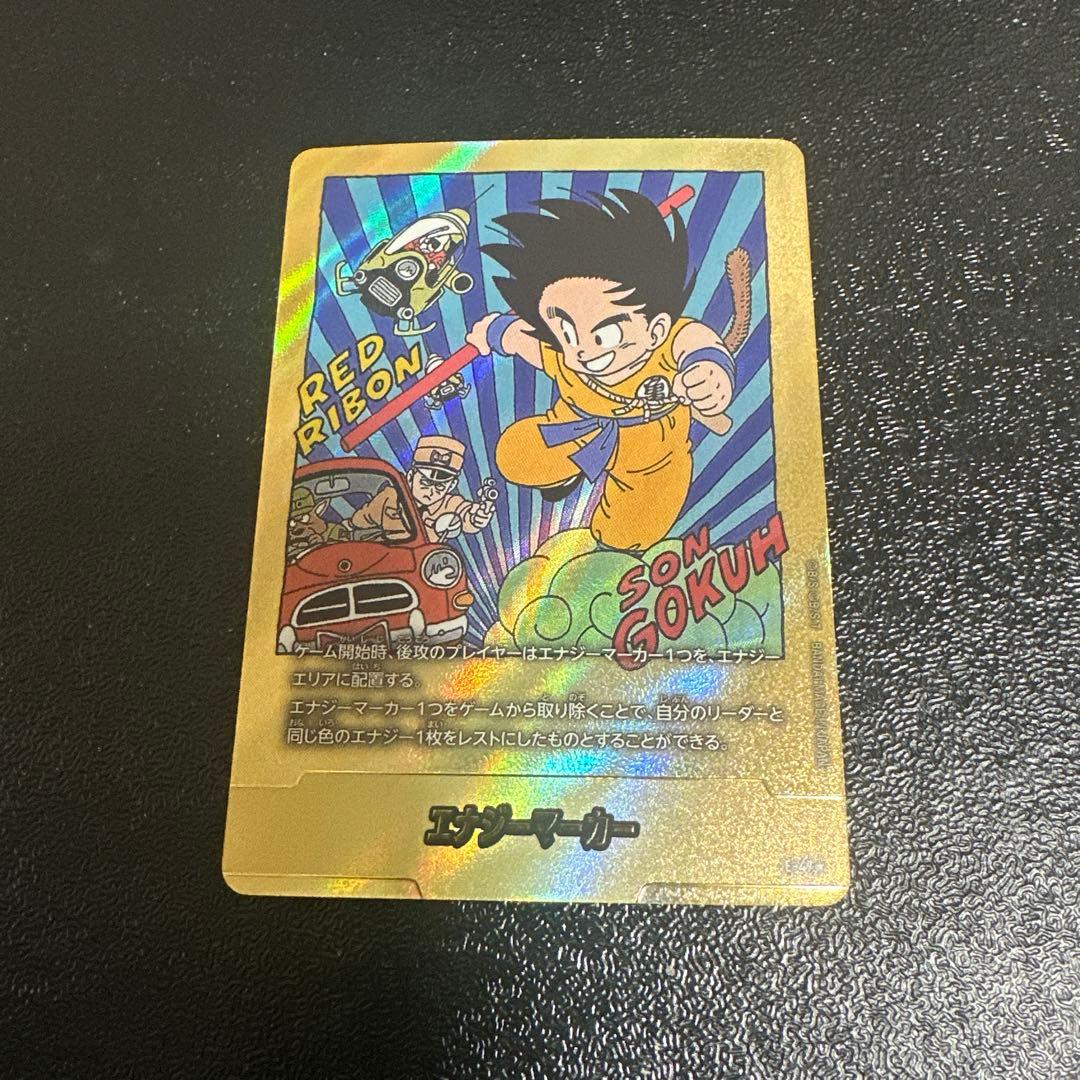 RED
RIBON
亀
SON
GOKUH
ゲーム開始時、後攻のプレイヤーはエナジーマーカー1つを、エナジー
エリアに配置する。
エナジーマーカー1つをゲームから取り除くことで、自分のリーダーと
同じ色のエナジー1枚をレストにしたものとすることができる。
エナジーマーカー